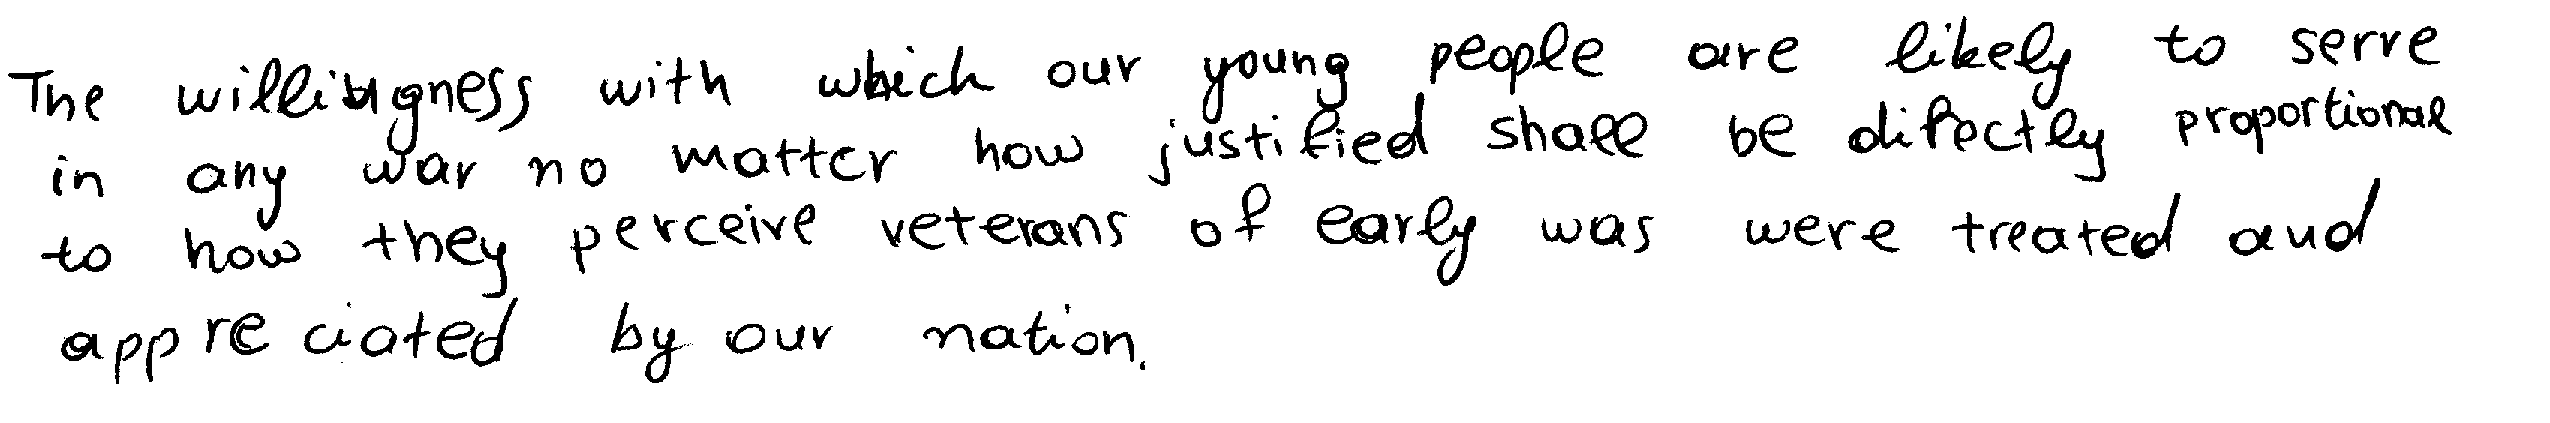 The willingness with which our young people are likely to serve
in any war no matter how justified shall be directly proportional
to how they perceive veterans of early was were treated and
appreciated by our nation.